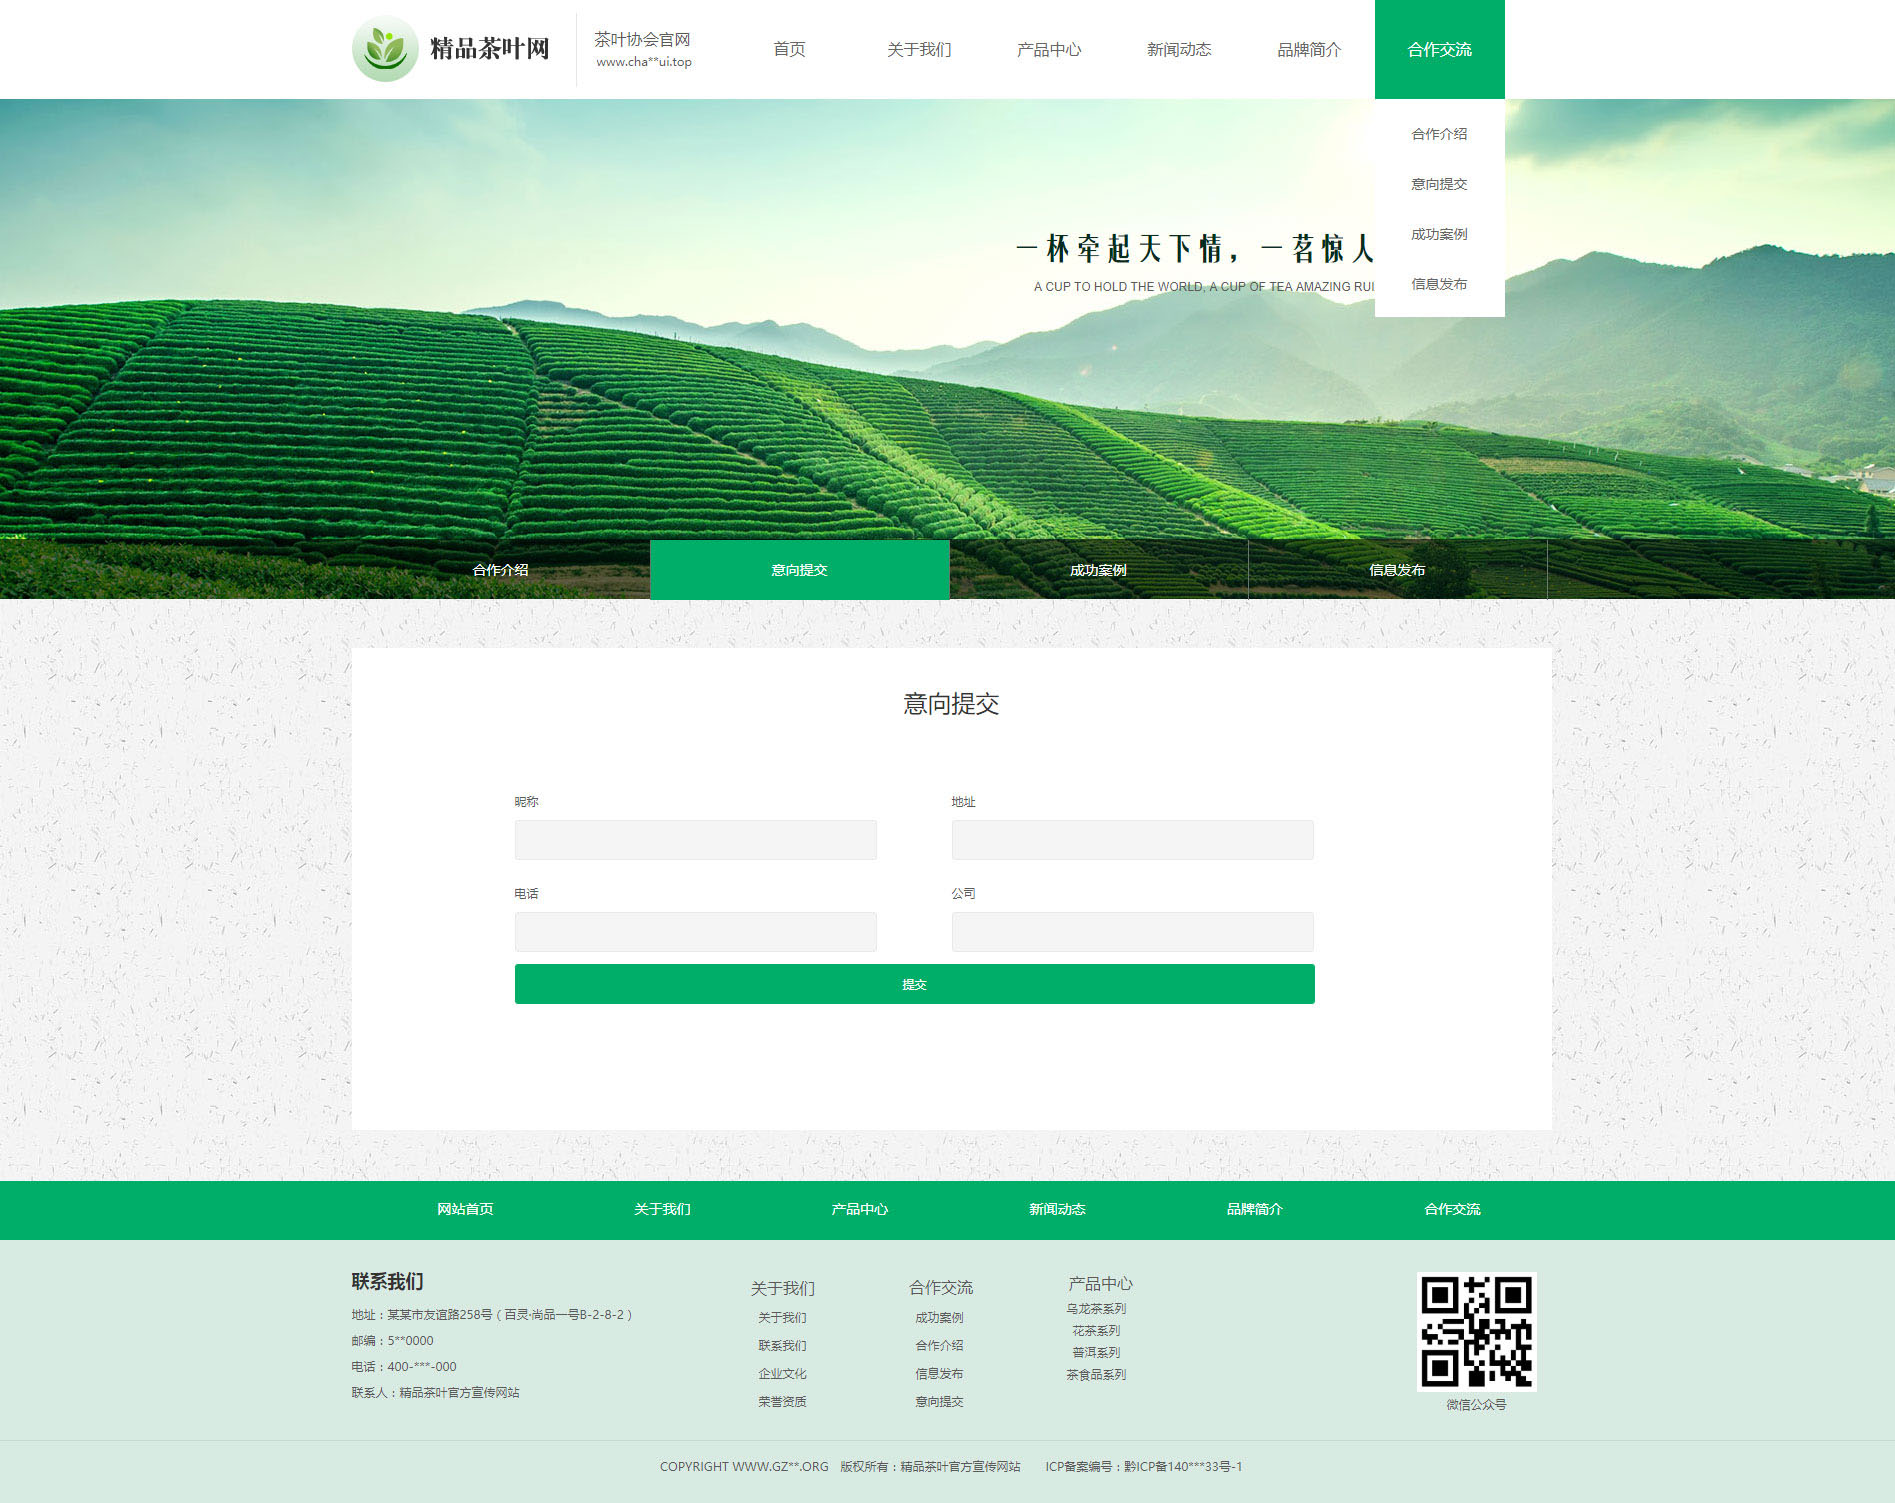 精品茶叶网
茶叶协会官网
www.cha**ui.top
首页
关于我们
产品中心
新闻动态
品牌简介
合作交流
合作介绍
意向提交
成功案例
信息发布
一杯牵起天下情，一茗惊人
A CUP TO HOLD THE WORLD, A CUP OF TEA AMAZING RUI
合作介绍
意向提交
成功案例
信息发布
意向提交
昵称
地址
电话
公司
提交
网站首页
关于我们
产品中心
新闻动态
品牌简介
合作交流
联系我们
地址：某某市友谊路258号（百灵·尚品一号B-2-8-2）
邮编：5**0000
电话：400-***-000
联系人：精品茶叶官方宣传网站
关于我们
关于我们
联系我们
企业文化
荣誉资质
合作交流
成功案例
合作介绍
信息发布
意向提交
产品中心
乌龙茶系列
花茶系列
普洱系列
茶食品系列
微信公众号
COPYRIGHT WWW.GZ**.ORG 版权所有：精品茶叶官方宣传网站 ICP备案编号：黔ICP备140***33号-1